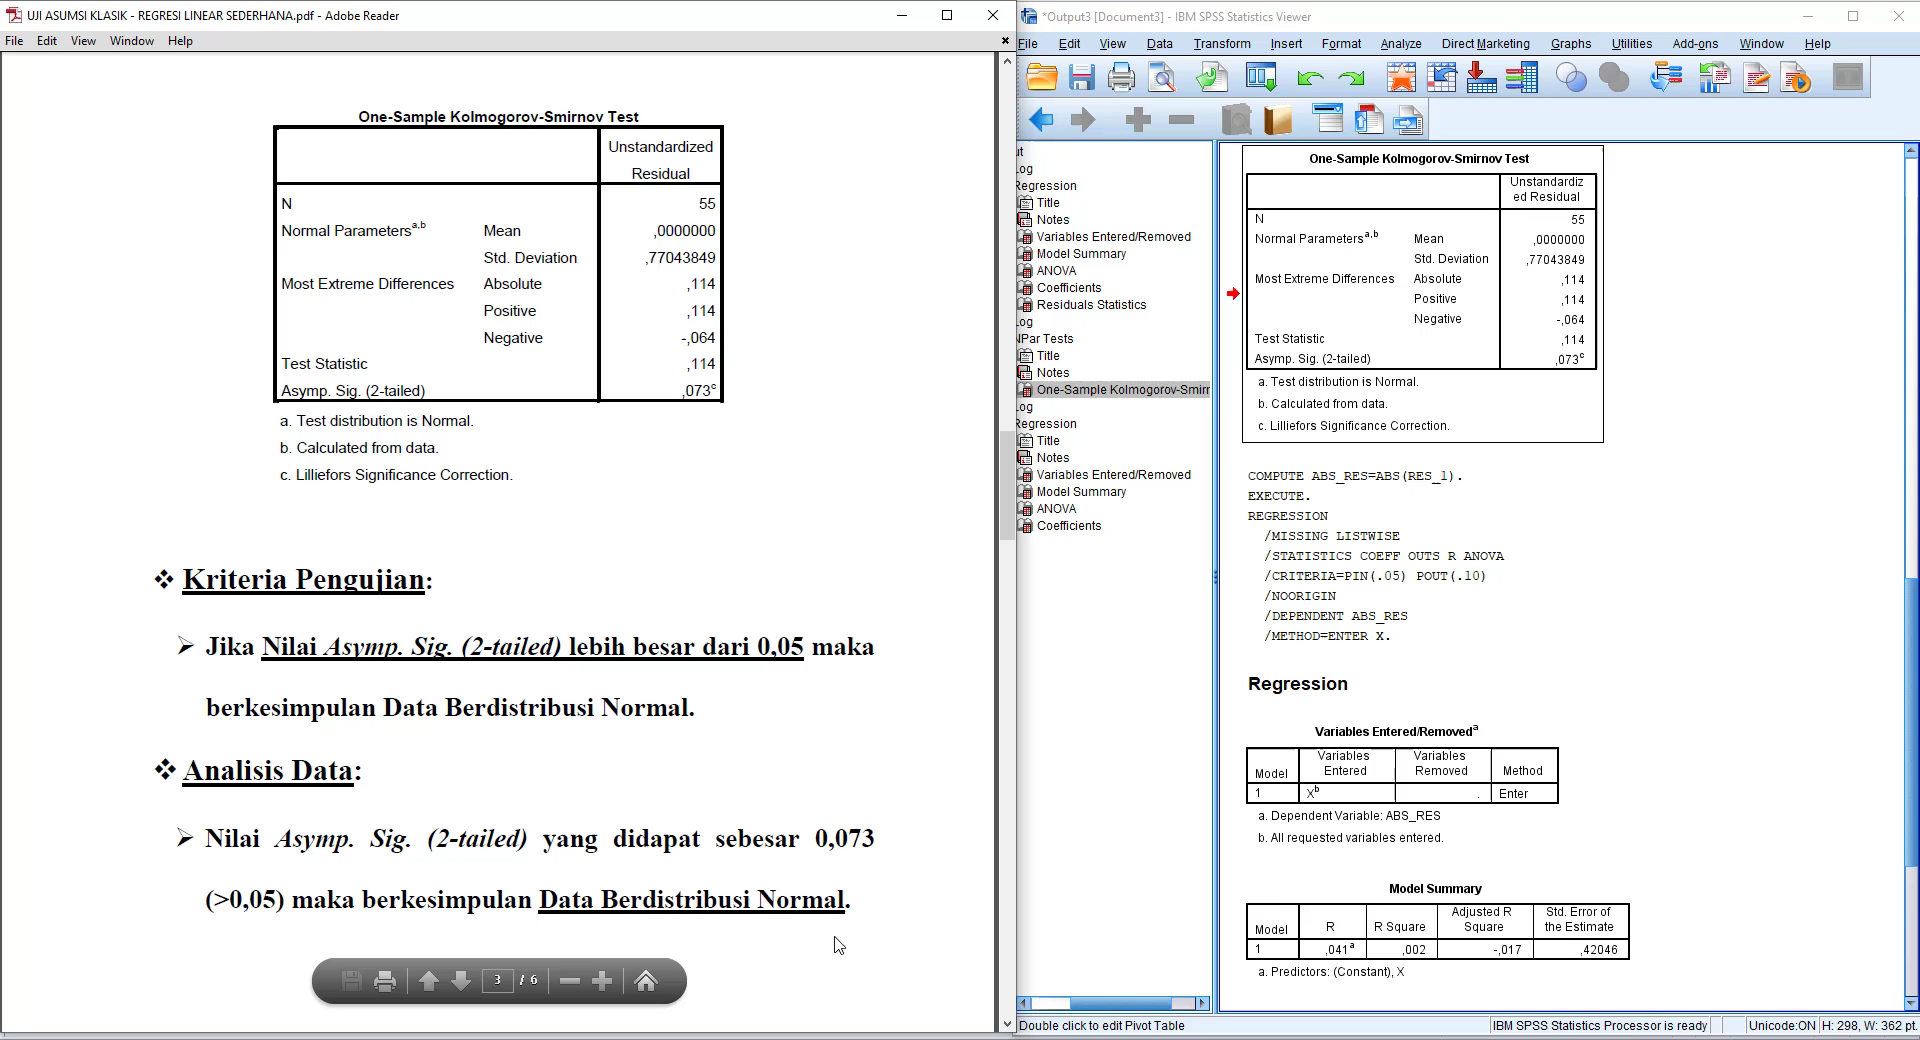 UJI ASUMSI KLASIK - REGRESI LINEAR SEDERHANA.pdf - Adobe Reader
File Edit View Window Help
One-Sample Kolmogorov-Smirnov Test
Unstandardized
Residual
N 55
Normal Parametersa,b Mean ,0000000
Std. Deviation ,77043849
Most Extreme Differences Absolute ,114
Positive ,114
Negative -,064
Test Statistic ,114
Asymp. Sig. (2-tailed) ,073c
a. Test distribution is Normal.
b. Calculated from data.
c. Lilliefors Significance Correction.
❖ Kriteria Pengujian:
➢ Jika Nilai Asymp. Sig. (2-tailed) lebih besar dari 0,05 maka
berkesimpulan Data Berdistribusi Normal.
❖ Analisis Data:
➢ Nilai Asymp. Sig. (2-tailed) yang didapat sebesar 0,073
(>0,05) maka berkesimpulan Data Berdistribusi Normal.
3 / 6
*Output3 [Document3] - IBM SPSS Statistics Viewer
File Edit View Data Transform Insert Format Analyze Direct Marketing Graphs Utilities Add-ons Window Help
ut
Log
Regression
Title
Notes
Variables Entered/Removed
Model Summary
ANOVA
Coefficients
Residuals Statistics
Log
NPar Tests
Title
Notes
One-Sample Kolmogorov-Smirn
Log
Regression
Title
Notes
Variables Entered/Removed
Model Summary
ANOVA
Coefficients
One-Sample Kolmogorov-Smirnov Test
Unstandardiz
ed Residual
N 55
Normal Parametersa,b Mean ,0000000
Std. Deviation ,77043849
Most Extreme Differences Absolute ,114
Positive ,114
Negative -,064
Test Statistic ,114
Asymp. Sig. (2-tailed) ,073c
a. Test distribution is Normal.
b. Calculated from data.
c. Lilliefors Significance Correction.
COMPUTE ABS_RES=ABS(RES_1).
EXECUTE.
REGRESSION
/MISSING LISTWISE
/STATISTICS COEFF OUTS R ANOVA
/CRITERIA=PIN(.05) POUT(.10)
/NOORIGIN
/DEPENDENT ABS_RES
/METHOD=ENTER X.
Regression
Variables Entered/Removeda
Model Variables Entered Variables Removed Method
1 Xb . Enter
a. Dependent Variable: ABS_RES
b. All requested variables entered.
Model Summary
Model R R Square Adjusted R Square Std. Error of the Estimate
1 ,041a ,002 -,017 ,42046
a. Predictors: (Constant), X
Double click to edit Pivot Table IBM SPSS Statistics Processor is ready Unicode:ON H: 298, W: 362 pt.